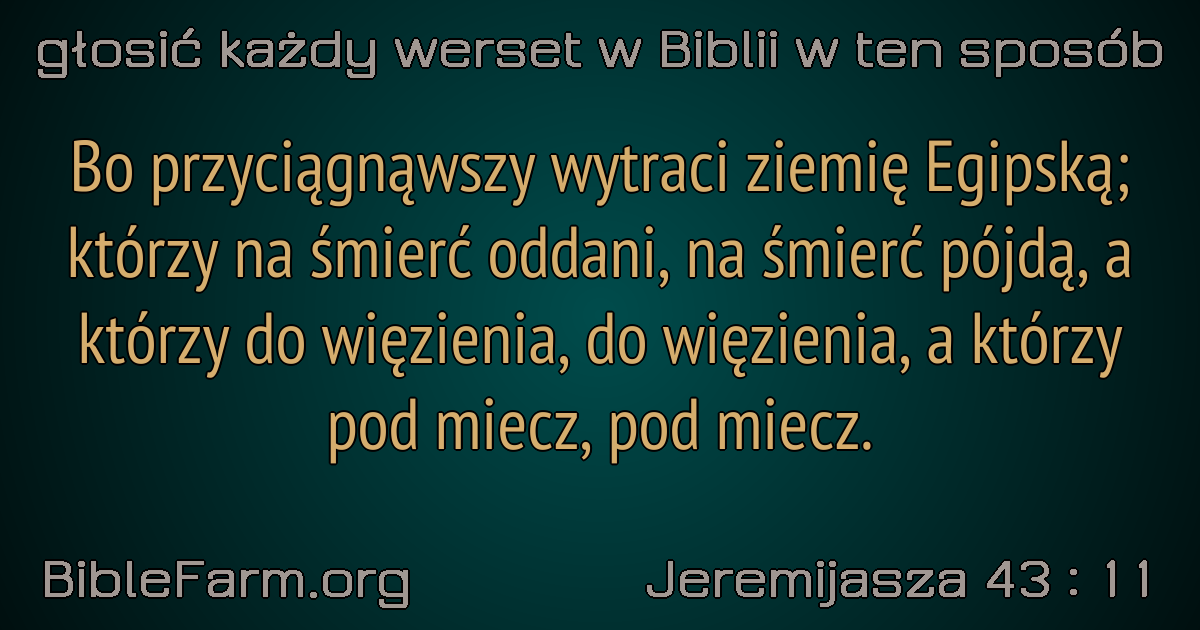 głosić każdy werset w Biblii w ten sposób
Bo przyciągnąwszy wytraci ziemię Egipską;
którzy na śmierć oddani, na śmierć pójdą, a
którzy do więzienia, do więzienia, a którzy
pod miecz, pod miecz.
BibleFarm.org
Jeremijasza 43 : 11